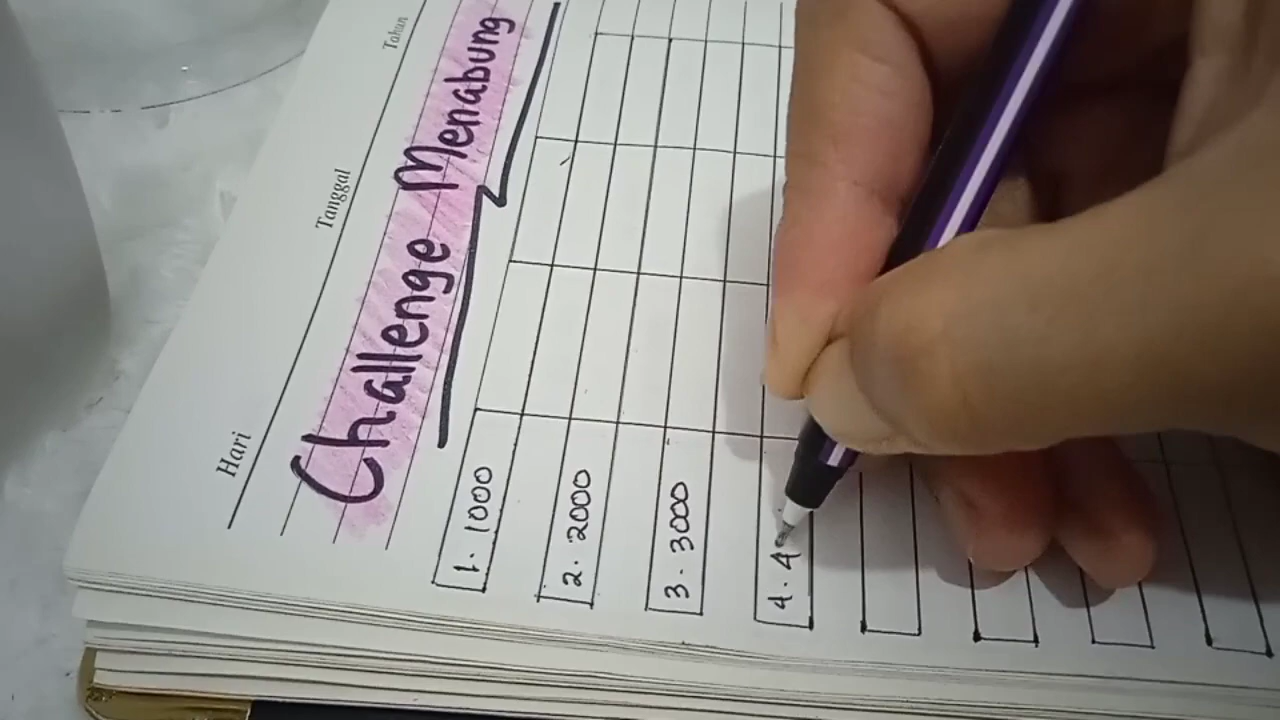 Hari
Tanggal
Tahun
Challenge Menabung
1. 1000
2. 2000
3. 3000
4. 4